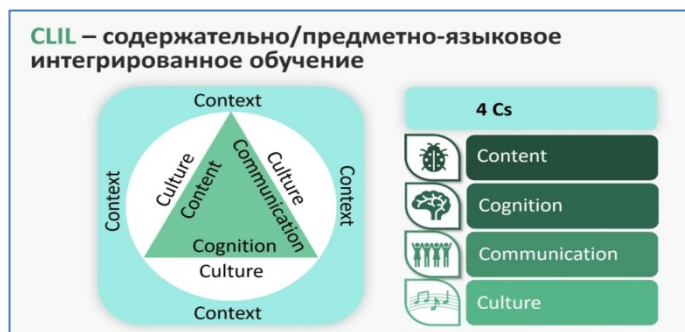 CLIL – содержательно/предметно-языковое
интегрированное обучение
Context
Context
Culture
Content
Communication
Culture
Context
Cognition
Culture
Context
4 Cs
Content
Cognition
Communication
Culture